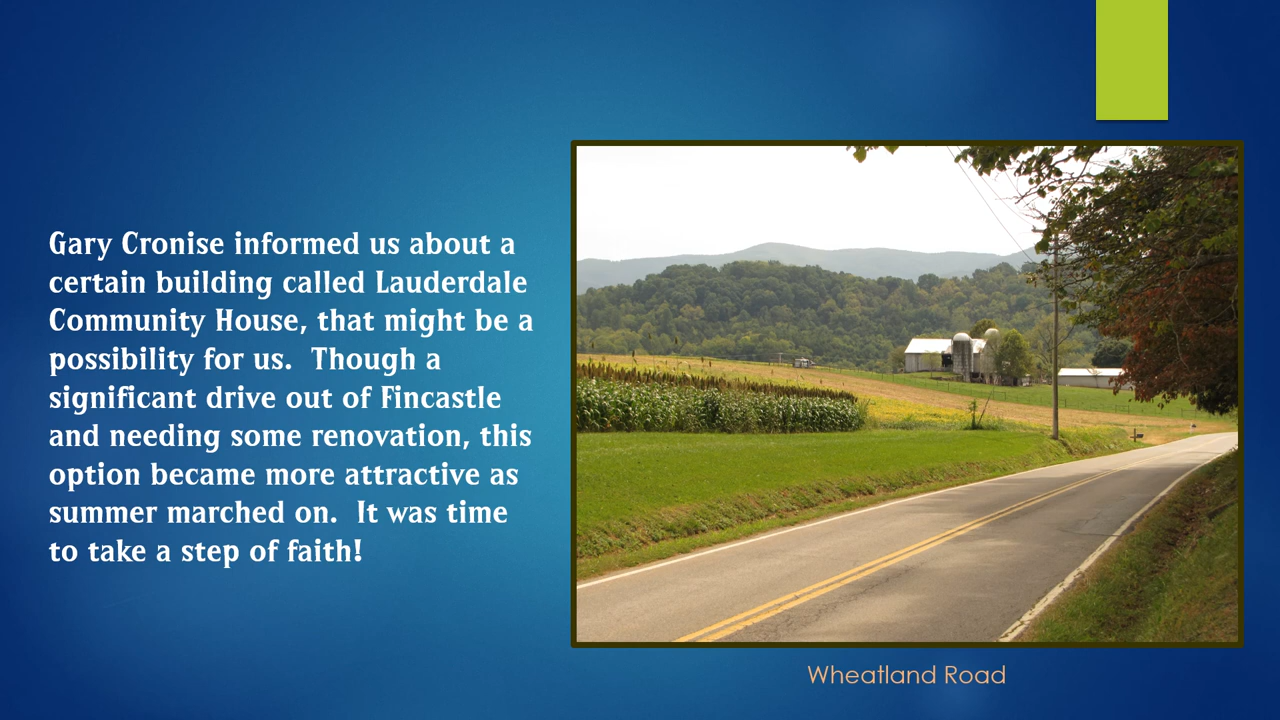 Gary Cronise informed us about a
certain building called Lauderdale
Community House, that might be a
possibility for us.  Though a
significant drive out of Fincastle
and needing some renovation, this
option became more attractive as
summer marched on.  It was time
to take a step of faith!
Wheatland Road